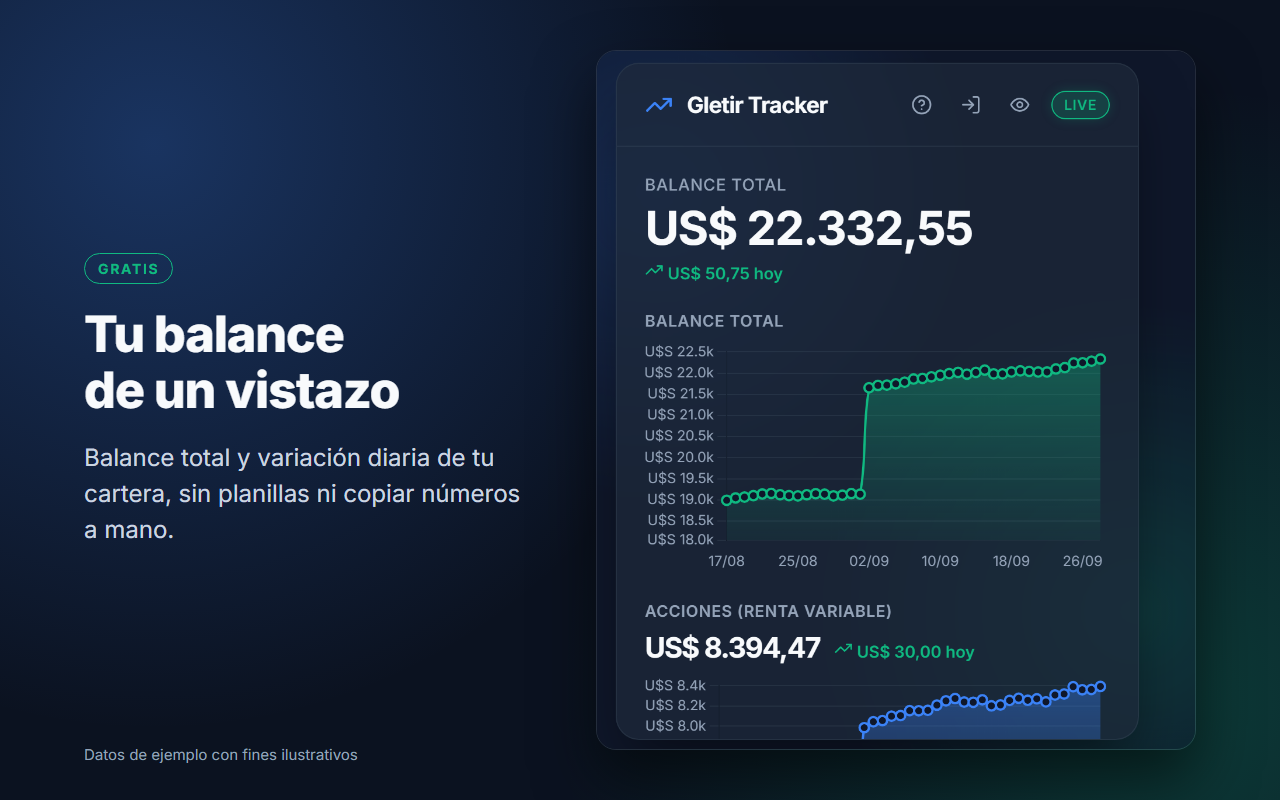 GRATIS
Tu balance
de un vistazo
Balance total y variación diaria de tu
cartera, sin planillas ni copiar números
a mano.
Datos de ejemplo con fines ilustrativos
Gletir Tracker
LIVE
BALANCE TOTAL
US$ 22.332,55
US$ 50,75 hoy
BALANCE TOTAL
U$S 22.5k
U$S 22.0k
U$S 21.5k
U$S 21.0k
U$S 20.5k
U$S 20.0k
U$S 19.5k
U$S 19.0k
U$S 18.5k
U$S 18.0k
17/08 25/08 02/09 10/09 18/09 26/09
ACCIONES (RENTA VARIABLE)
US$ 8.394,47 US$ 30,00 hoy
U$S 8.4k
U$S 8.2k
U$S 8.0k